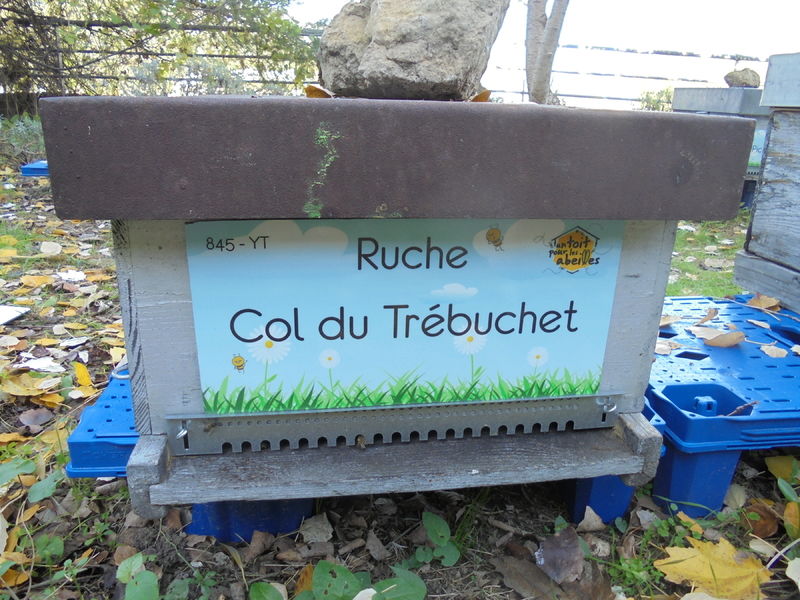 845 - YT
Ruche
Col du Trébuchet
un toit
pour les
abeilles